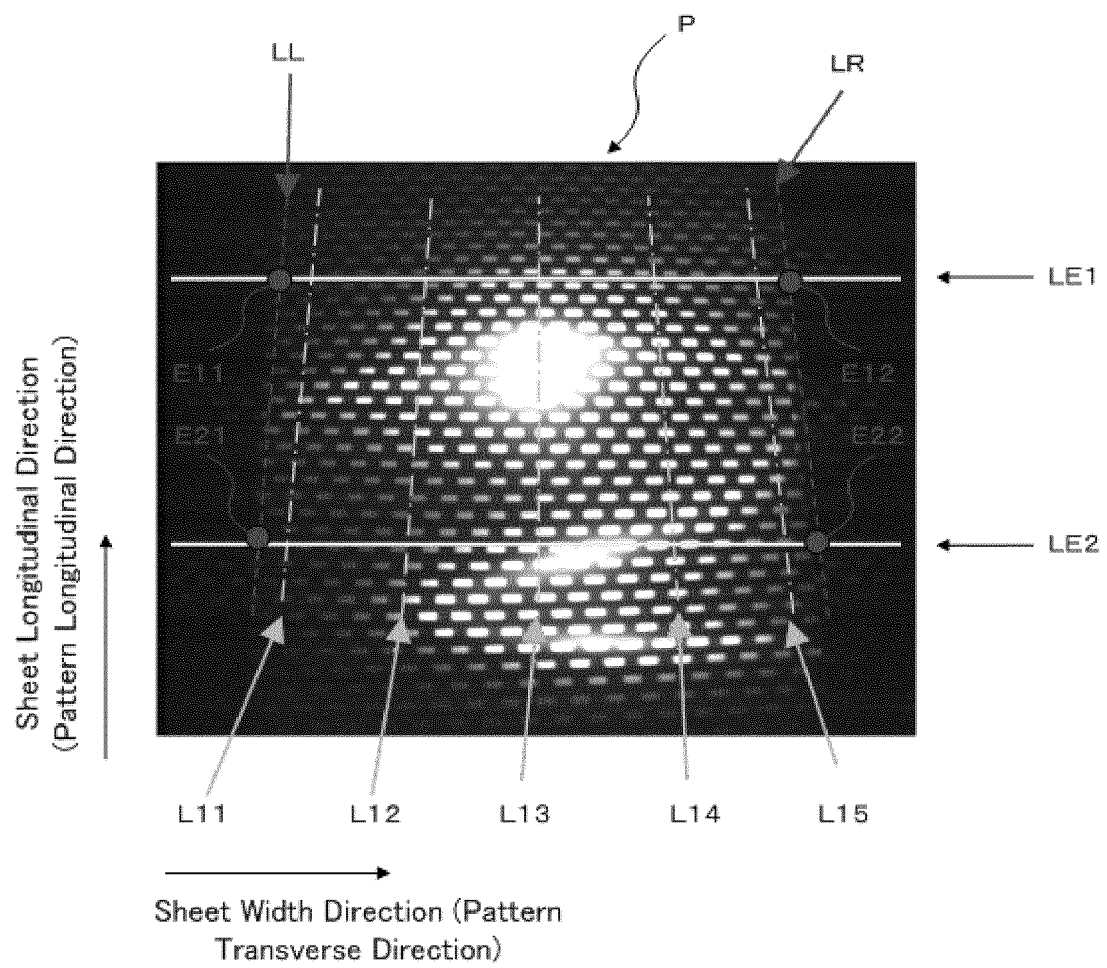 P
LL
LR
LE1
E11
E12
E21
E22
LE2
Sheet Longitudinal Direction
(Pattern Longitudinal Direction)
L11
L12
L13
L14
L15
Sheet Width Direction (Pattern
Transverse Direction)